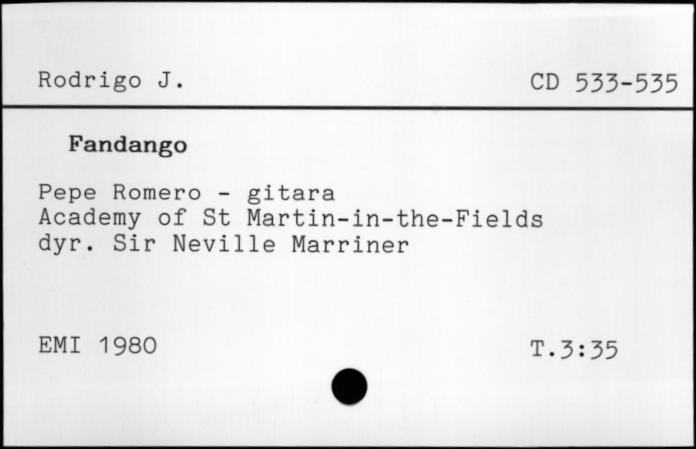 Rodrigo J. CD 533-535
Fandango
Pepe Romero - gitara
Academy of St Martin-in-the-Fields
dyr. Sir Neville Marriner
EMI 1980 T.3:35